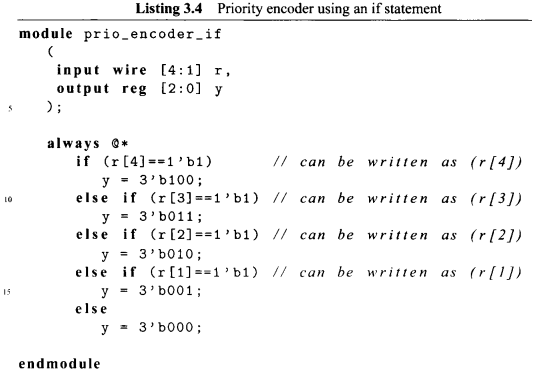 Listing 3.4 Priority encoder using an if statement
module prio_encoder_if
(
input wire [4:1] r,
output reg [2:0] y
5 );
always @*
if (r[4]==1'b1) // can be written as (r[4])
y = 3'b100;
10 else if (r[3]==1'b1) // can be written as (r[3])
y = 3'b011;
else if (r[2]==1'b1) // can be written as (r[2])
y = 3'b010;
else if (r[1]==1'b1) // can be written as (r[1])
15 y = 3'b001;
else
y = 3'b000;
endmodule